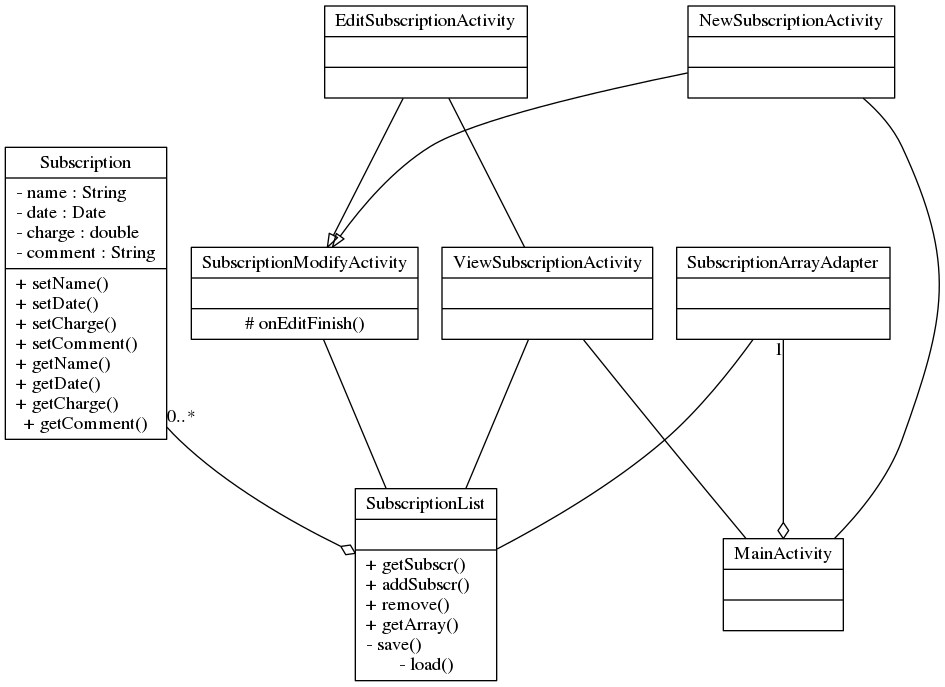 EditSubscriptionActivity
NewSubscriptionActivity
Subscription
- name : String
- date : Date
- charge : double
- comment : String
+ setName()
+ setDate()
+ setCharge()
+ setComment()
+ getName()
+ getDate()
+ getCharge()
+ getComment()
0..*
SubscriptionModifyActivity
# onEditFinish()
ViewSubscriptionActivity
SubscriptionArrayAdapter
1
SubscriptionList
+ getSubscr()
+ addSubscr()
+ remove()
+ getArray()
- save()
- load()
MainActivity